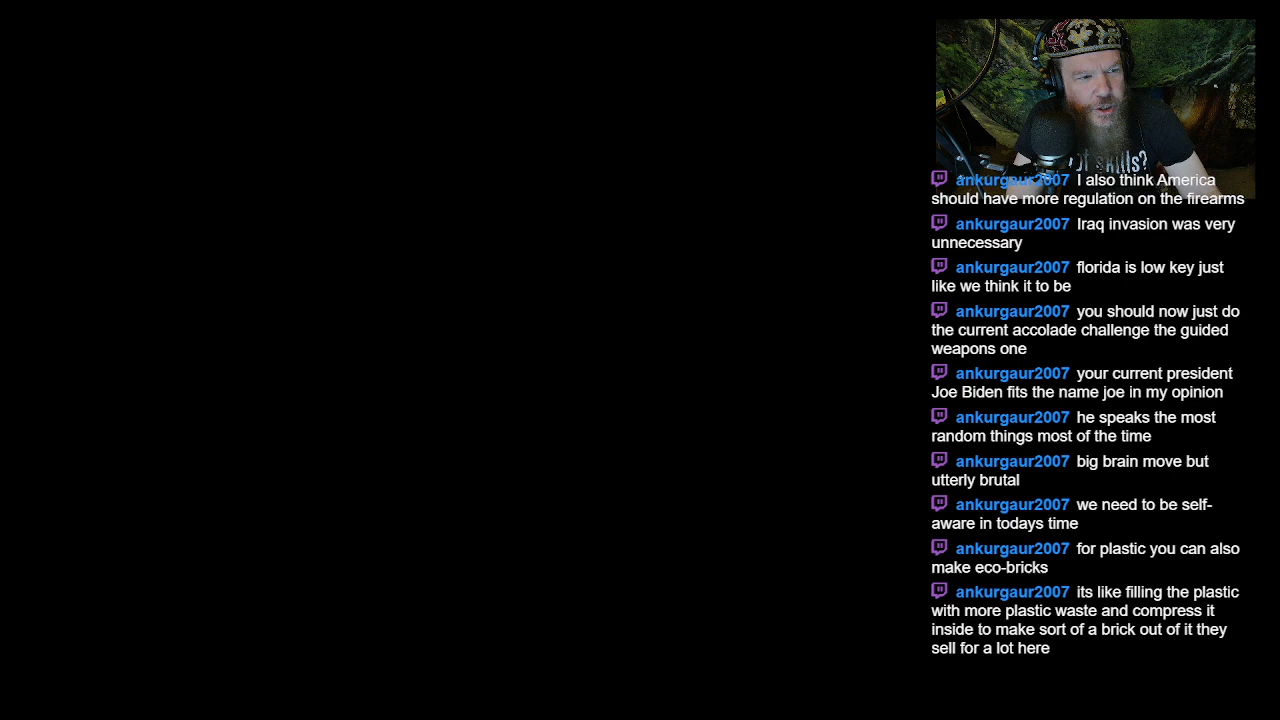 got skills?
ankurgaur2007 I also think America
should have more regulation on the firearms
ankurgaur2007 Iraq invasion was very
unnecessary
ankurgaur2007 florida is low key just
like we think it to be
ankurgaur2007 you should now just do
the current accolade challenge the guided
weapons one
ankurgaur2007 your current president
Joe Biden fits the name joe in my opinion
ankurgaur2007 he speaks the most
random things most of the time
ankurgaur2007 big brain move but
utterly brutal
ankurgaur2007 we need to be self-
aware in todays time
ankurgaur2007 for plastic you can also
make eco-bricks
ankurgaur2007 its like filling the plastic
with more plastic waste and compress it
inside to make sort of a brick out of it they
sell for a lot here